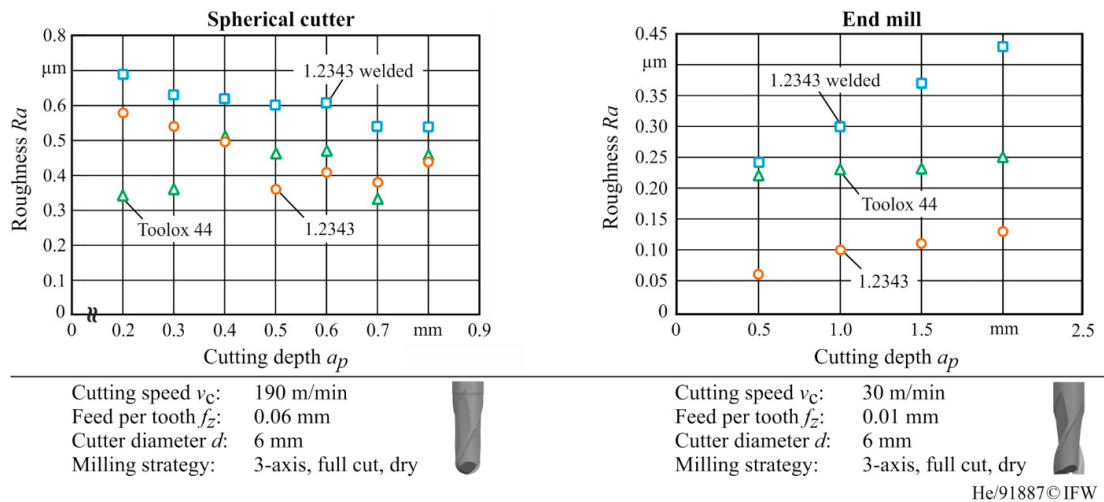 Spherical cutter
0.8
µm
0.6
0.5
0.4
0.3
0.2
0.1
0
Roughness Ra
1.2343 welded
Toolox 44
1.2343
0 0.2 0.3 0.4 0.5 0.6 0.7 mm 0.9
Cutting depth ap
End mill
0.45
µm
0.35
0.30
0.25
0.20
0.15
0.10
0.05
0
Roughness Ra
1.2343 welded
Toolox 44
1.2343
0 0.5 1.0 1.5 mm 2.5
Cutting depth ap
Cutting speed vc: 190 m/min
Feed per tooth fz: 0.06 mm
Cutter diameter d: 6 mm
Milling strategy: 3-axis, full cut, dry
Cutting speed vc: 30 m/min
Feed per tooth fz: 0.01 mm
Cutter diameter d: 6 mm
Milling strategy: 3-axis, full cut, dry
He/91887© IFW